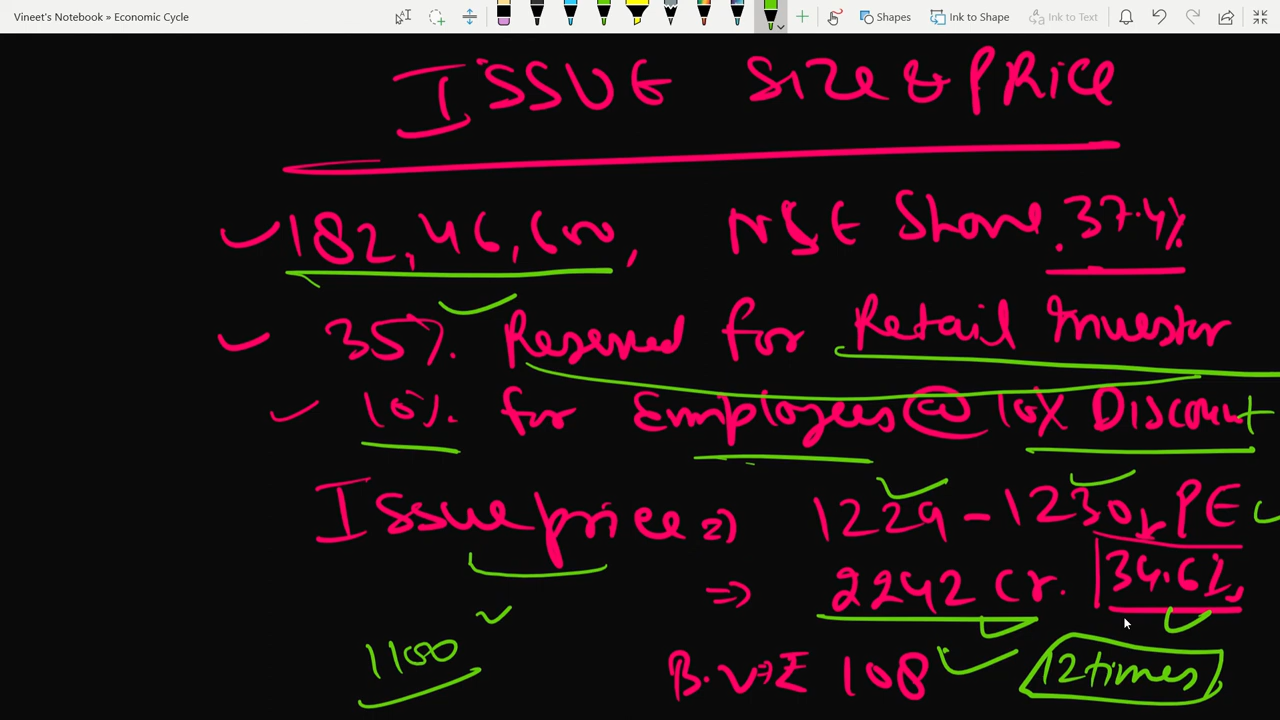 Vineet's Notebook » Economic Cycle
Shapes Ink to Shape Ink to Text
ISSUE Size & PRice
182,46,600, NSE Share. 37.4%
35%. Reserved for Retail Investor
10%. for Employees @ 10% Discount
Issue price => 1229 - 1230, PE
=> 2242 Cr. 34.62,
1100
B.V => ₹ 108 12 times